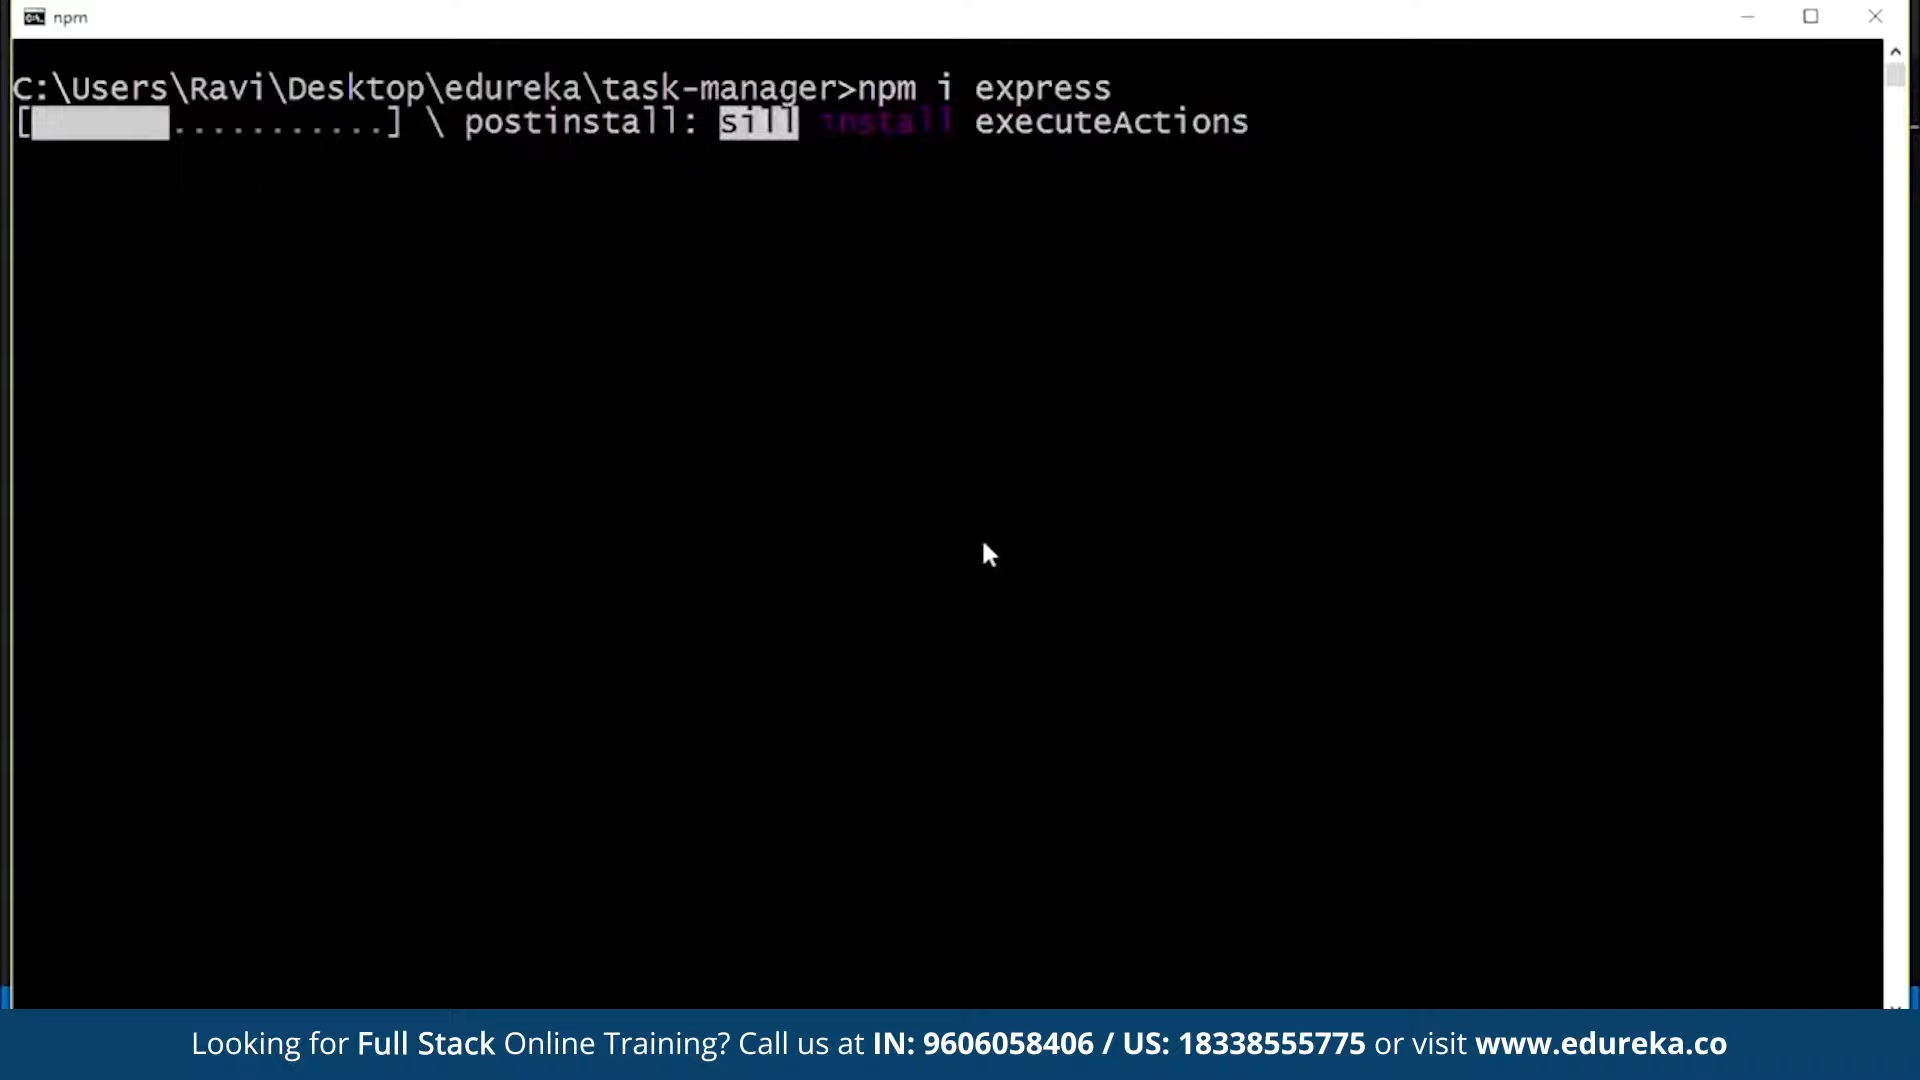 npm
C:\Users\Ravi\Desktop\edureka\task-manager>npm i express
[       ...........] \ postinstall: sill install executeActions
Looking for Full Stack Online Training? Call us at IN: 9606058406 / US: 18338555775 or visit www.edureka.co